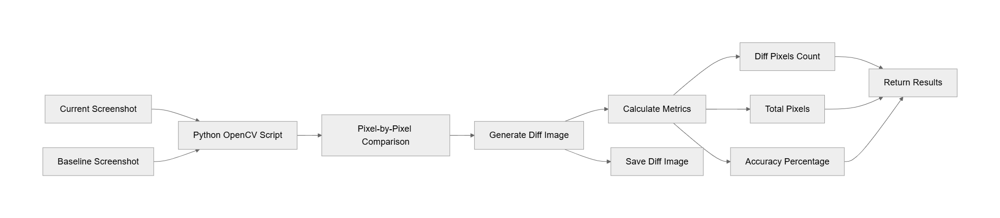 Current Screenshot
Baseline Screenshot
Python OpenCV Script
Pixel-by-Pixel
Comparison
Generate Diff Image
Calculate Metrics
Save Diff Image
Diff Pixels Count
Total Pixels
Accuracy Percentage
Return Results